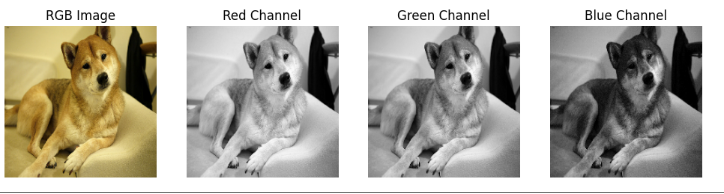 RGB Image
Red Channel
Green Channel
Blue Channel